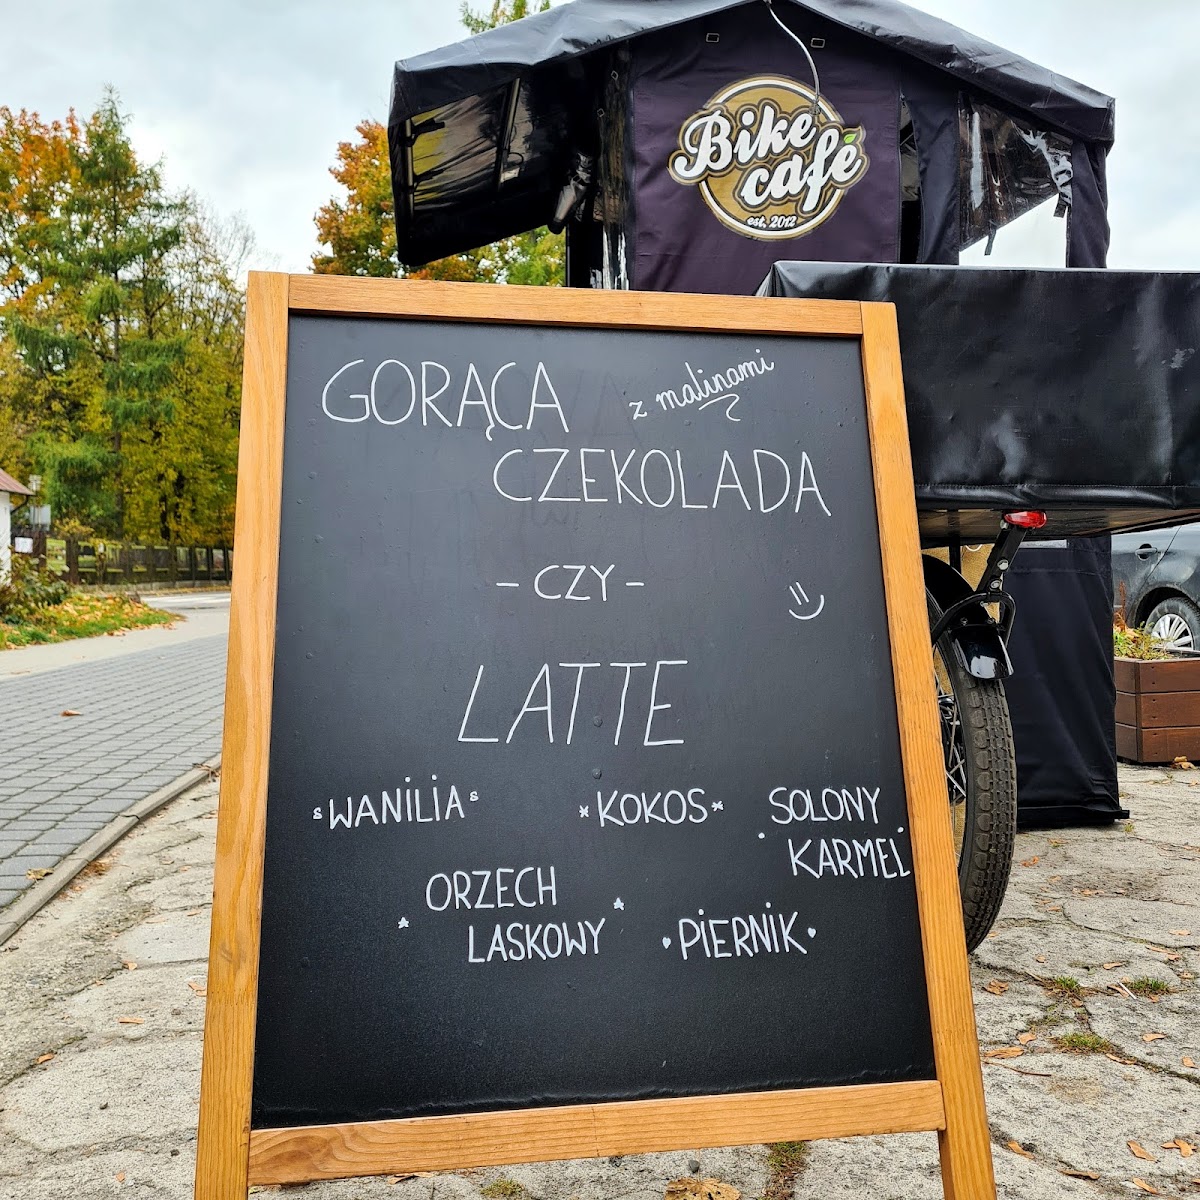 Bike
café
est. 2012
GORĄCA z malinami
CZEKOLADA
- CZY -
LATTE
WANILIA
KOKOS
SOLONY
KARMEL
ORZECH
LASKOWY
PIERNIK